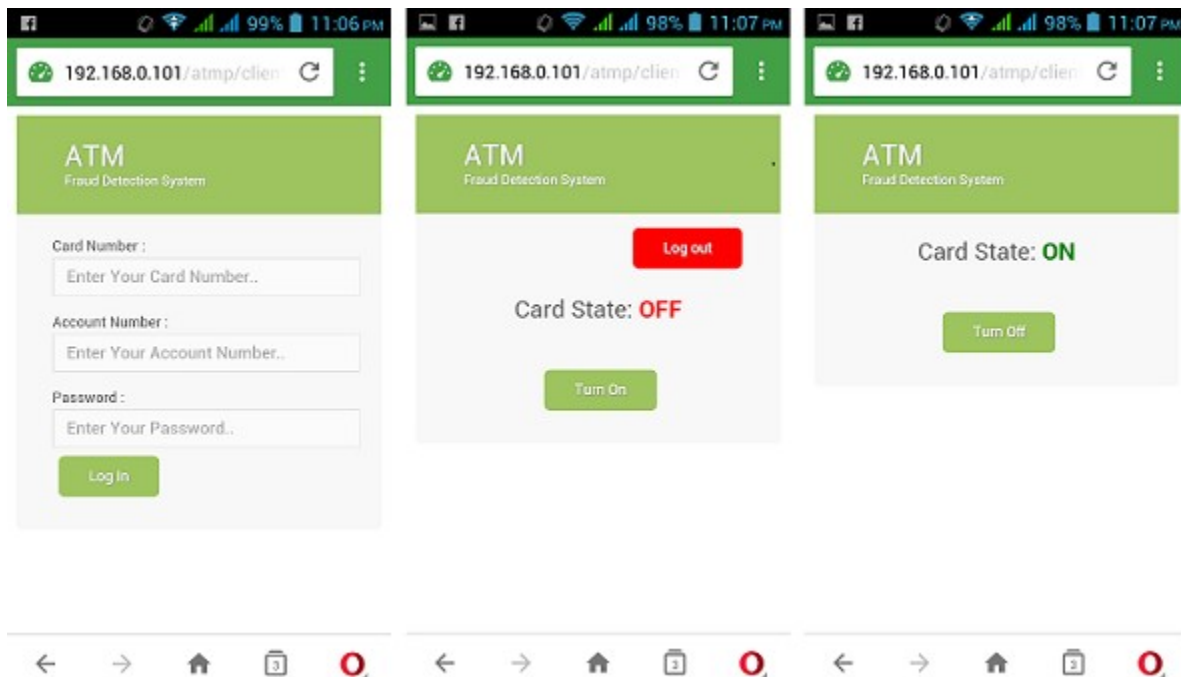 99% 11:06 PM
192.168.0.101/atmp/clien
ATM
Fraud Detection System
Card Number :
Enter Your Card Number..
Account Number :
Enter Your Account Number..
Password :
Enter Your Password..
Log In
3
98% 11:07 PM
192.168.0.101/atmp/clien
ATM
Fraud Detection System
Log out
Card State: OFF
Turn On
3
98% 11:07 PM
192.168.0.101/atmp/clien
ATM
Fraud Detection System
Card State: ON
Turn Off
3